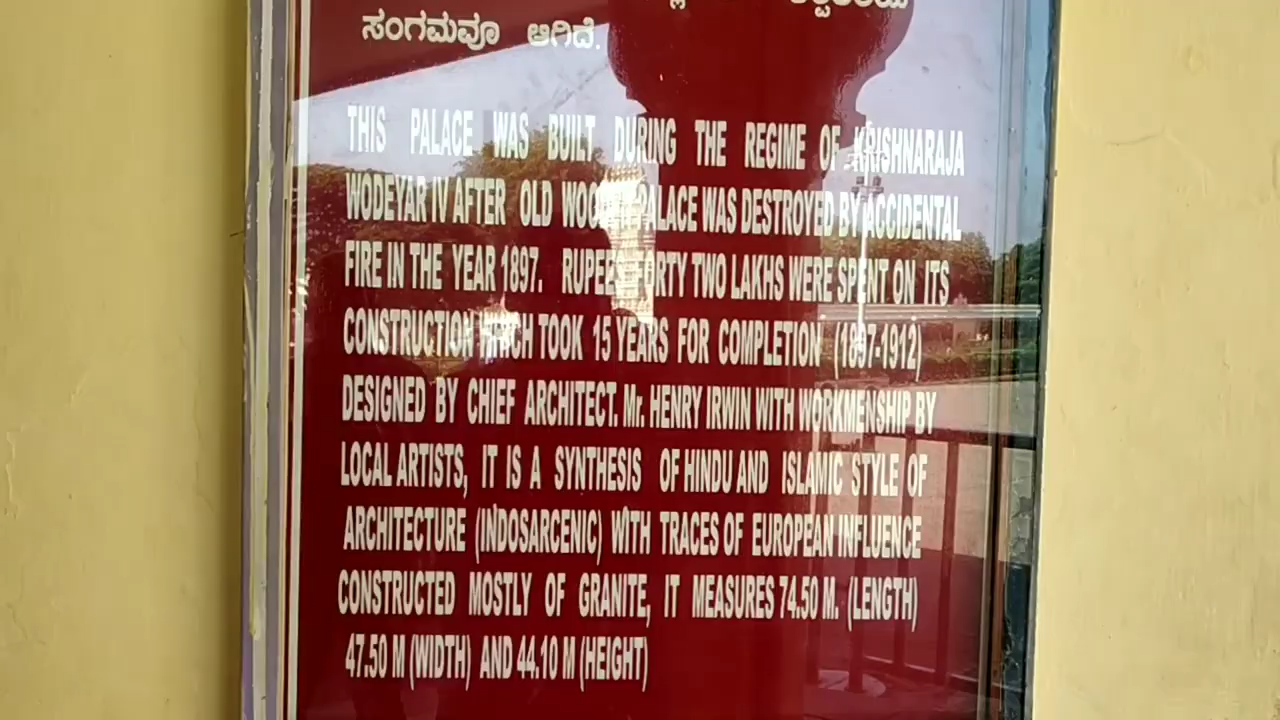 ಸಂಗಮವೂ ಆಗಿದೆ.
THIS PALACE WAS BUILT DURING THE REGIME OF KRISHNARAJA
WODEYAR IV AFTER OLD WOODEN PALACE WAS DESTROYED BY ACCIDENTAL
FIRE IN THE YEAR 1897. RUPEES FORTY TWO LAKHS WERE SPENT ON ITS
CONSTRUCTION WHICH TOOK 15 YEARS FOR COMPLETION (1897-1912)
DESIGNED BY CHIEF ARCHITECT. Mr. HENRY IRWIN WITH WORKMENSHIP BY
LOCAL ARTISTS, IT IS A SYNTHESIS OF HINDU AND ISLAMIC STYLE OF
ARCHITECTURE (INDOSARCENIC) WITH TRACES OF EUROPEAN INFLUENCE
CONSTRUCTED MOSTLY OF GRANITE, IT MEASURES 74.50 M. (LENGTH)
47.50 M (WIDTH) AND 44.10 M (HEIGHT)